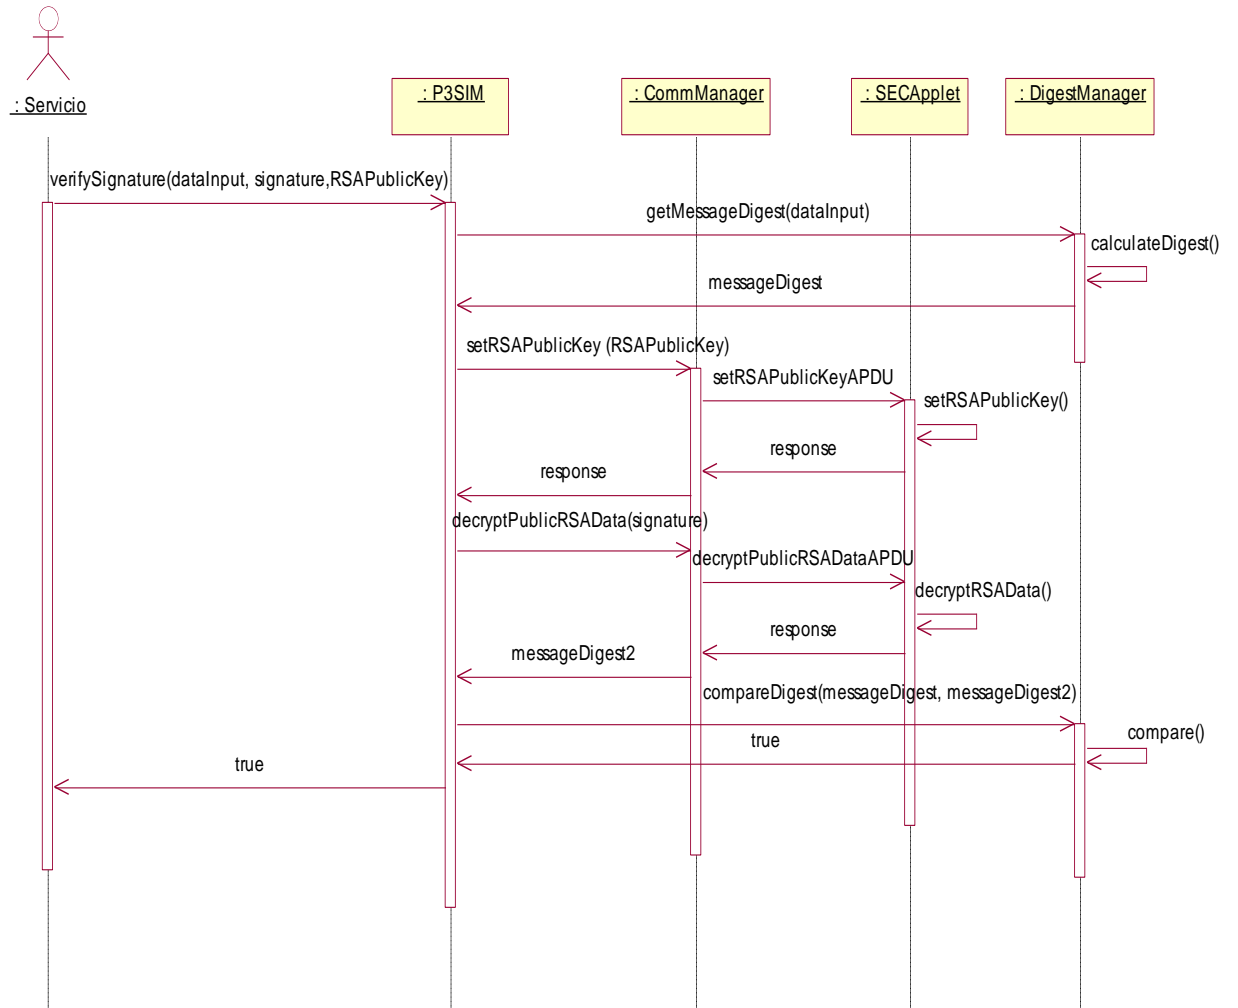 : Servicio
: P3SIM
: CommManager
: SECApplet
: DigestManager
verifySignature(dataInput, signature,RSAPublicKey)
getMessageDigest(dataInput)
calculateDigest()
messageDigest
setRSAPublicKey (RSAPublicKey)
setRSAPublicKeyAPDU
setRSAPublicKey()
response
response
decryptPublicRSAData(signature)
decryptPublicRSADataAPDU
decryptRSAData()
response
messageDigest2
compareDigest(messageDigest, messageDigest2)
compare()
true
true